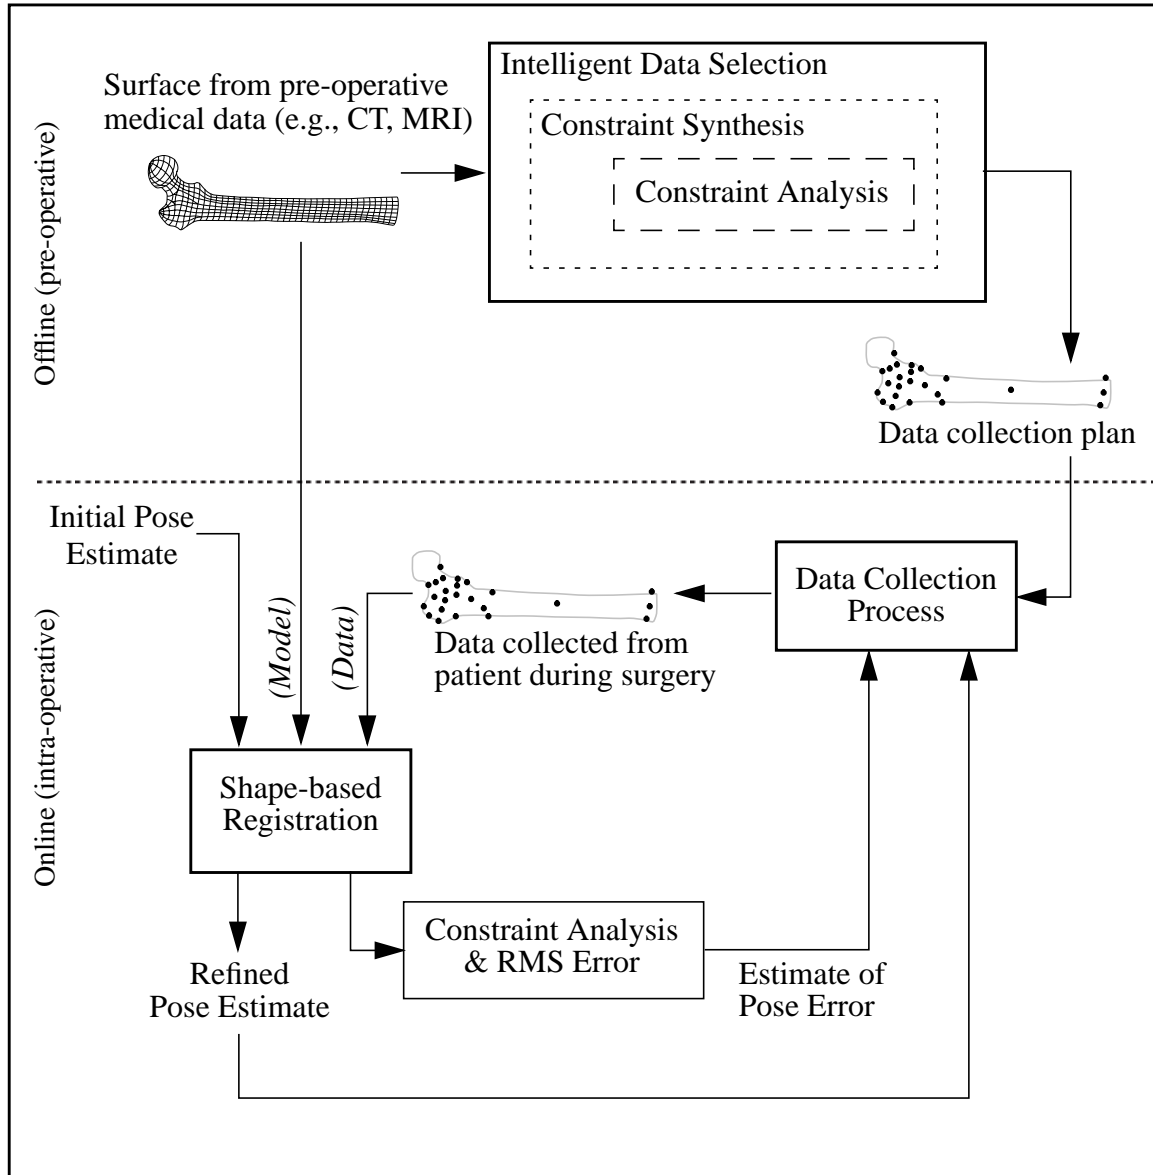 Offline (pre-operative)
Surface from pre-operative
medical data (e.g., CT, MRI)
Intelligent Data Selection
Constraint Synthesis
Constraint Analysis
Data collection plan
Online (intra-operative)
Initial Pose
Estimate
(Model)
(Data)
Data collected from
patient during surgery
Data Collection
Process
Shape-based
Registration
Constraint Analysis
& RMS Error
Estimate of
Pose Error
Refined
Pose Estimate